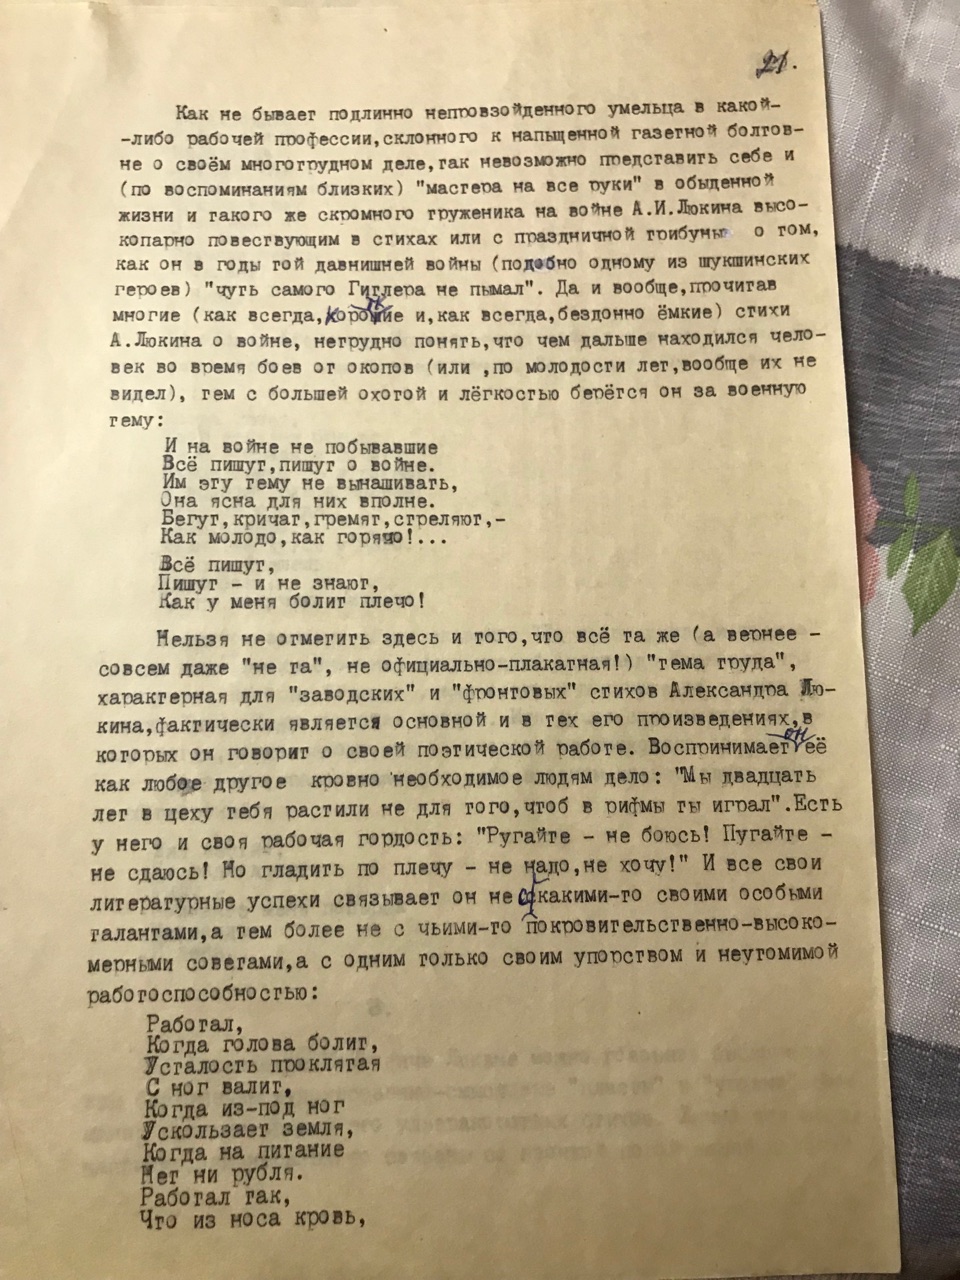 21.
Как не бывает подлинно непровзойденного умельца в какой-
-либо рабочей профессии,склонного к напыщенной газетной болтов-
не о своём многотрудном деле,так невозможно представить себе и
(по воспоминаниям близких) "мастера на все руки" в обыденной
жизни и такого же скромного труженика на войне А.И.Люкина высо-
копарно повествующим в стихах или с праздничной трибуны о том,
как он в годы той давнишней войны (подобно одному из шукшинских
героев) "чуть самого Гитлера не пымал". Да и вообще,прочитав
многие (как всегда,короткие и,как всегда,бездонно ёмкие) стихи
А.Люкина о войне, нетрудно понять,что чем дальше находился чело-
век во время боев от окопов (или ,по молодости лет,вообще их не
видел), тем с большей охотой и лёгкостью берётся он за военную
тему:
И на войне не побывавшие
Всё пишут,пишут о войне.
Им эту тему не вынашивать,
Она ясна для них вполне.
Бегут,кричат,гремят,стреляют,-
Как молодо,как горячо!...
Всё пишут,
Пишут - и не знают,
Как у меня болит плечо!
Нельзя не отметить здесь и того,что всё та же (а вернее -
совсем даже "не та", не официально-плакатная!) "тема труда",
характерная для "заводских" и "фронтовых" стихов Александра Лю-
кина,фактически является основной и в тех его произведениях,в
которых он говорит о своей поэтической работе. Воспринимает он её
как любое другое кровно необходимое людям дело: "Мы двадцать
лет в цеху тебя растили не для того,чтоб в рифмы ты играл".Есть
у него и своя рабочая гордость: "Ругайте - не боюсь! Пугайте -
не сдаюсь! Но гладить по плечу - не надо,не хочу!" И все свои
литературные успехи связывает он не с какими-то своими особыми
талантами,а тем более не с чьими-то покровительственно-высоко-
мерными советами,а с одним только своим упорством и неутомимой
работоспособностью:
Работал,
Когда голова болит,
Усталость проклятая
С ног валит,
Когда из-под ног
Ускользает земля,
Когда на питание
Нет ни рубля.
Работал так,
Что из носа кровь,